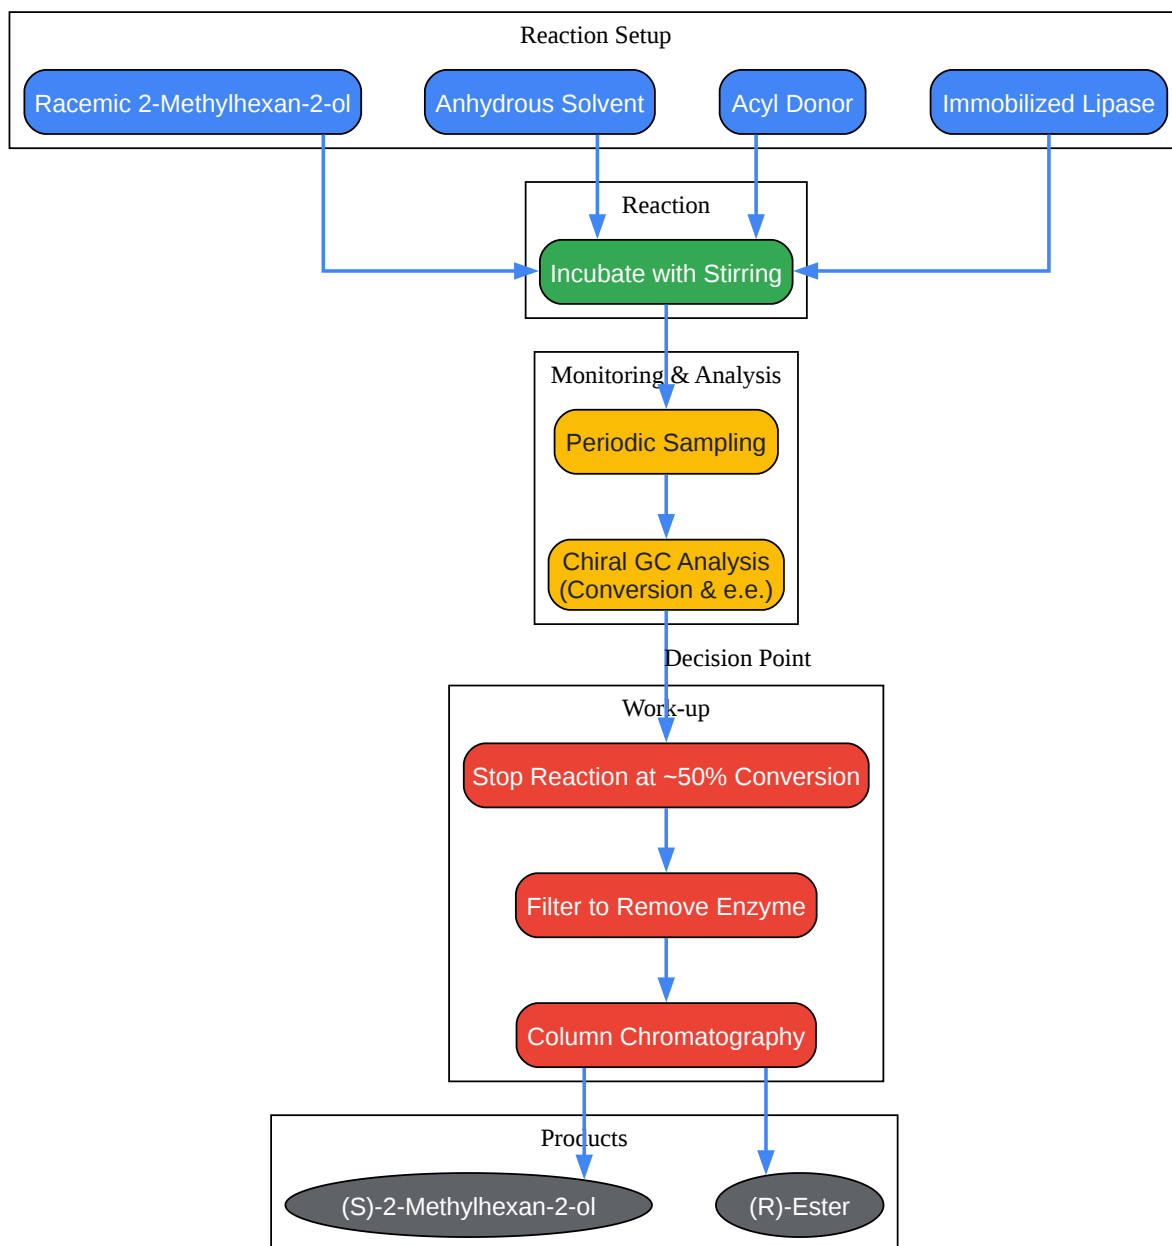 Reaction Setup
Racemic 2-Methylhexan-2-ol
Anhydrous Solvent
Acyl Donor
Immobilized Lipase
Reaction
Incubate with Stirring
Monitoring & Analysis
Periodic Sampling
Chiral GC Analysis
(Conversion & e.e.)
Decision Point
Work-up
Stop Reaction at ~50% Conversion
Filter to Remove Enzyme
Column Chromatography
Products
(S)-2-Methylhexan-2-ol
(R)-Ester